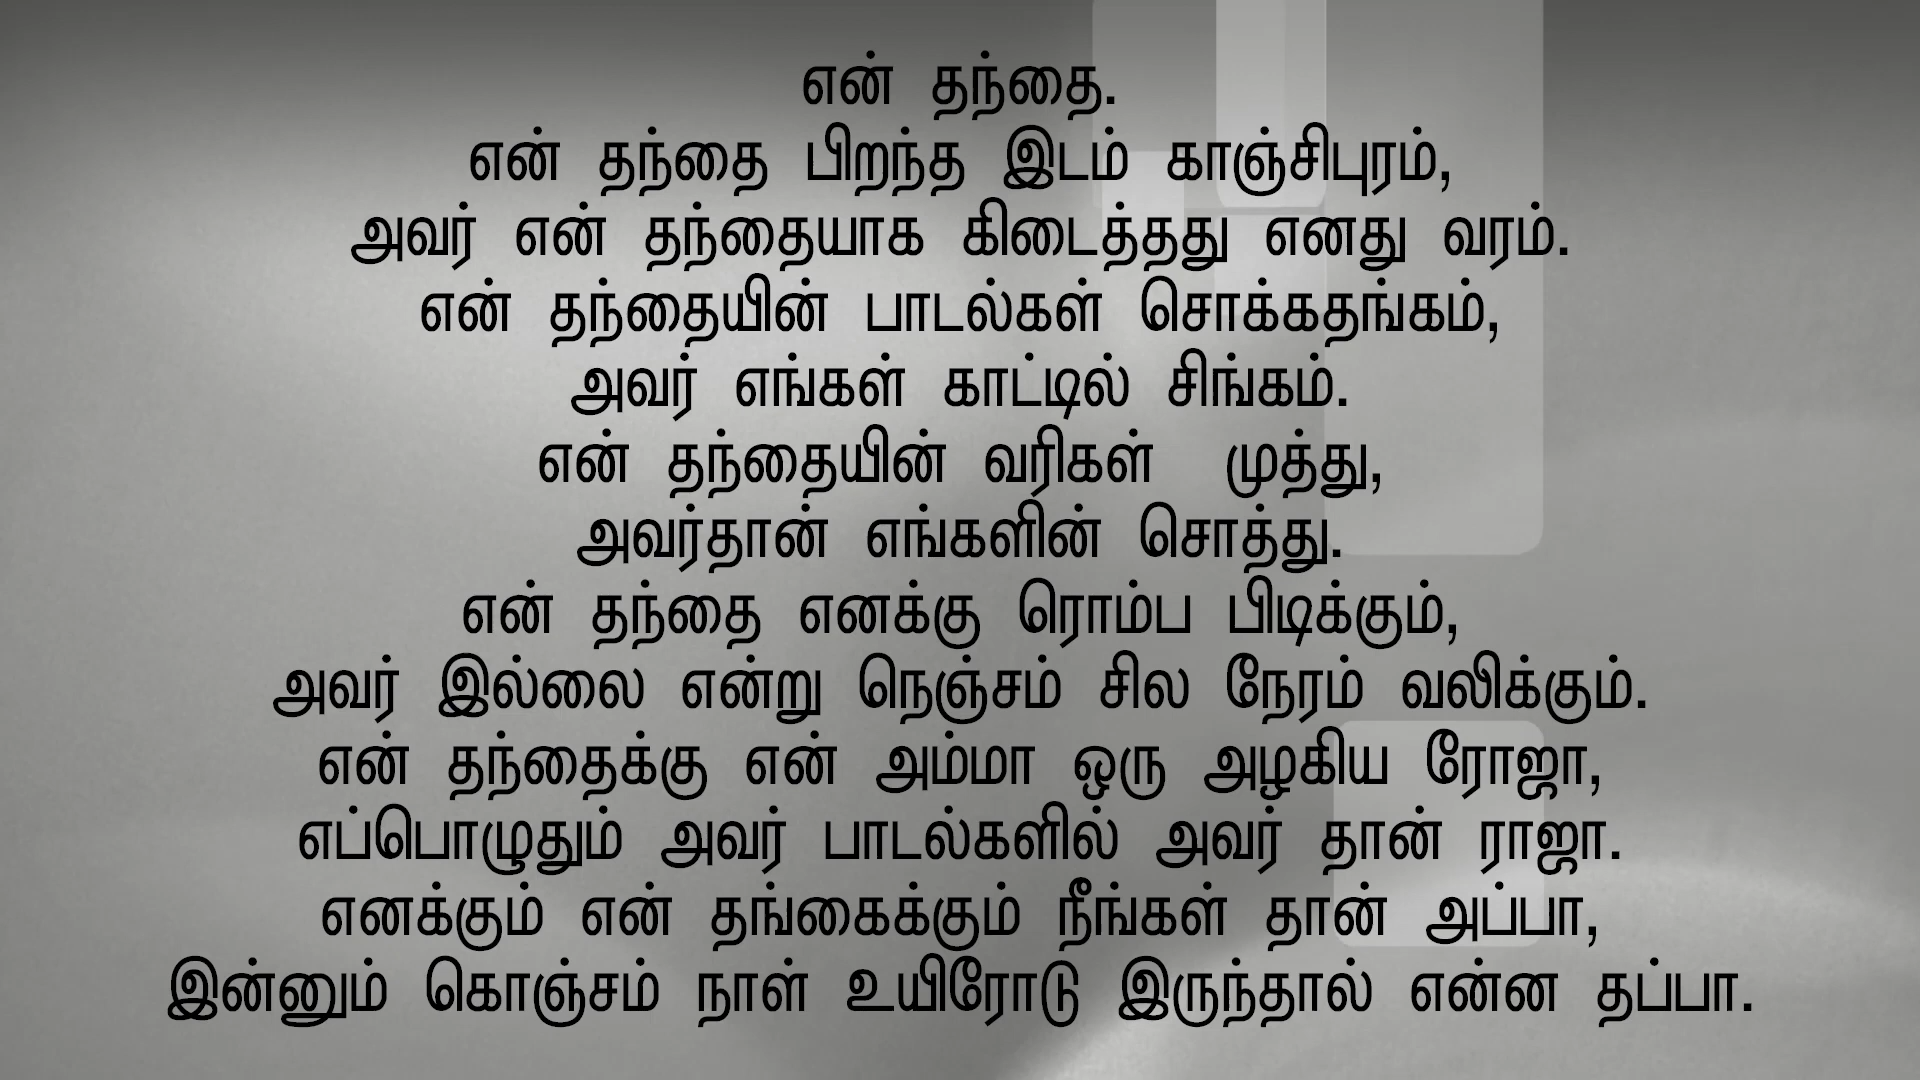 என் தந்தை.
என் தந்தை பிறந்த இடம் காஞ்சிபுரம்,
அவர் என் தந்தையாக கிடைத்தது எனது வரம்.
என் தந்தையின் பாடல்கள் சொக்கதங்கம்,
அவர் எங்கள் காட்டில் சிங்கம்.
என் தந்தையின் வரிகள் முத்து,
அவர்தான் எங்களின் சொத்து.
என் தந்தை எனக்கு ரொம்ப பிடிக்கும்,
அவர் இல்லை என்று நெஞ்சம் சில நேரம் வலிக்கும்.
என் தந்தைக்கு என் அம்மா ஒரு அழகிய ரோஜா,
எப்பொழுதும் அவர் பாடல்களில் அவர் தான் ராஜா.
எனக்கும் என் தங்கைக்கும் நீங்கள் தான் அப்பா,
இன்னும் கொஞ்சம் நாள் உயிரோடு இருந்தால் என்ன தப்பா.